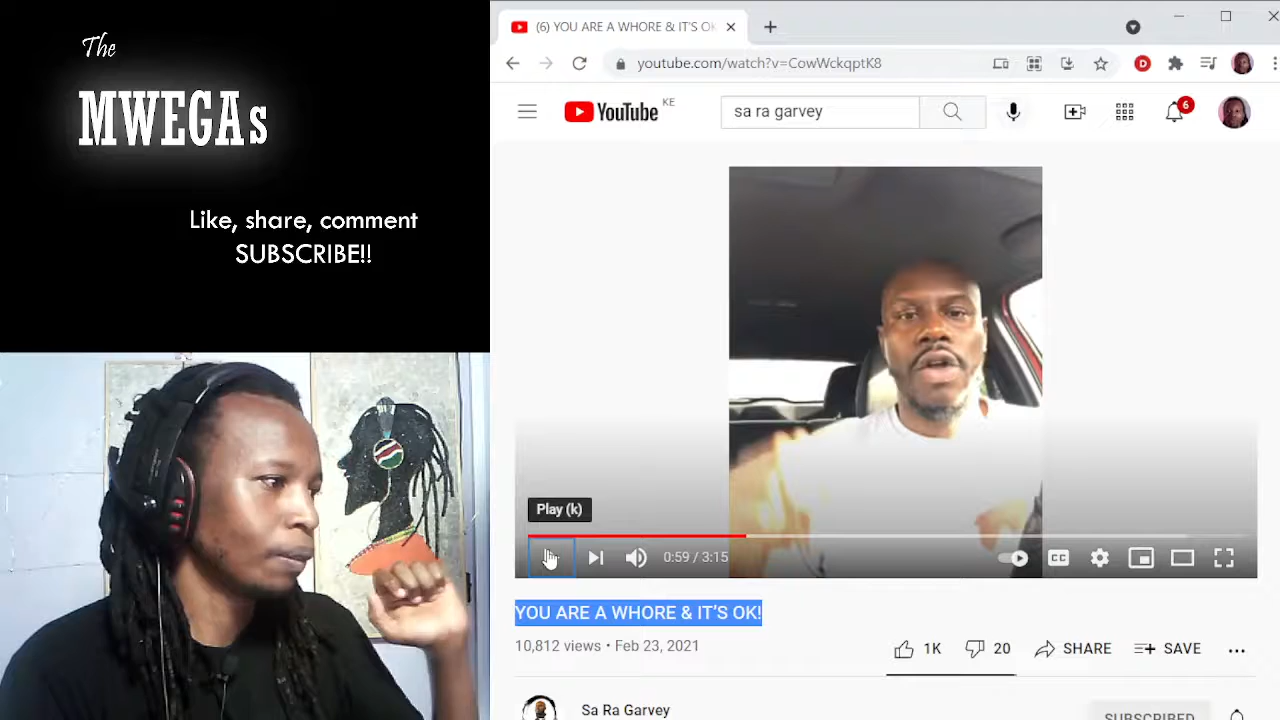 The
MWEGAs
Like, share, comment
SUBSCRIBE!!
(6) YOU ARE A WHORE & IT'S OK
youtube.com/watch?v=CowWckqptK8
YouTube KE
sa ra garvey
6
Play (k)
0:59 / 3:15
CC
YOU ARE A WHORE & IT'S OK!
10,812 views • Feb 23, 2021
1K
20
SHARE
SAVE
Sa Ra Garvey
SUBSCRIBED